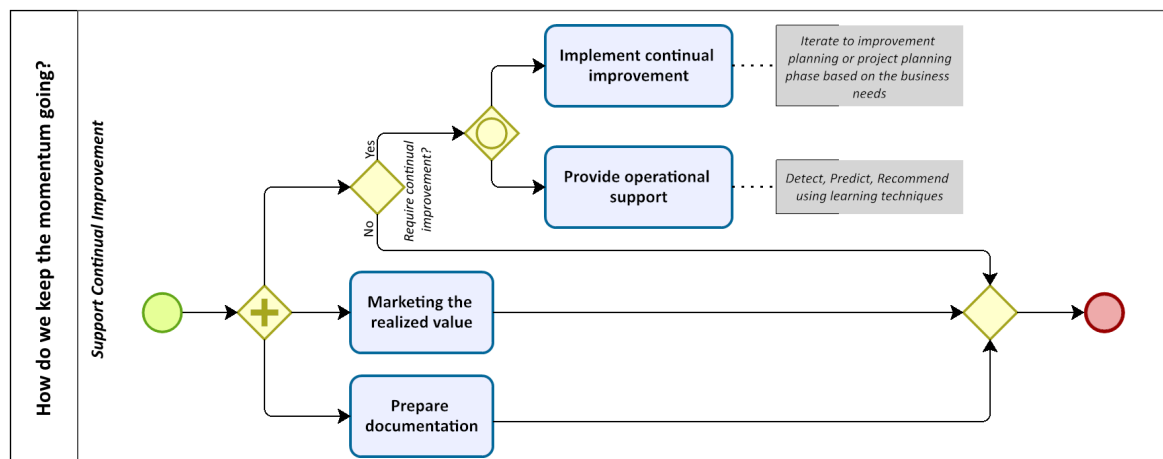 How do we keep the momentum going?
Support Continual Improvement
Implement continual
improvement
Iterate to improvement
planning or project planning
phase based on the business
needs
Yes
Require continual
improvement?
No
Provide operational
support
Detect, Predict, Recommend
using learning techniques
Marketing the
realized value
Prepare
documentation